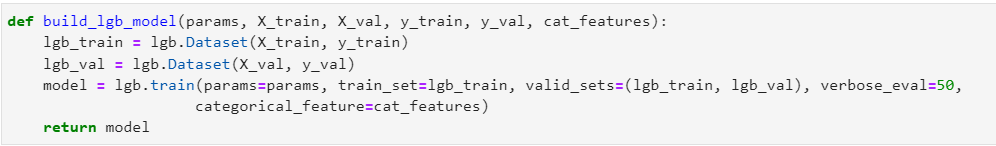 def build_lgb_model(params, X_train, X_val, y_train, y_val, cat_features):
    lgb_train = lgb.Dataset(X_train, y_train)
    lgb_val = lgb.Dataset(X_val, y_val)
    model = lgb.train(params=params, train_set=lgb_train, valid_sets=(lgb_train, lgb_val), verbose_eval=50,
                      categorical_feature=cat_features)
    return model